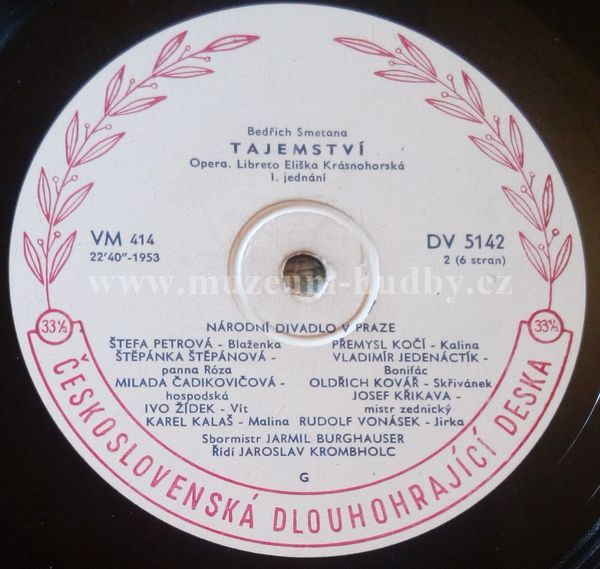 Bedřich Smetana
TAJEMSTVÍ
Opera. Libreto Eliška Krásnohorská
I. jednání
VM 414
22'40"-1953
DV 5142
2 (6 stran)
www.muzeum-hudby.cz
NÁRODNÍ DIVADLO V PRAZE
ŠTEFA PETROVÁ - Blaženka
ŠTĚPÁNKA ŠTĚPÁNOVÁ -
panna Róza
MILADA ČADIKOVIČOVÁ -
hospodská
IVO ŽÍDEK - Vít
KAREL KALAŠ - Malina
PŘEMYSL KOČÍ - Kalina
VLADIMÍR JEDENÁCTÍK -
Bonifác
OLDŘICH KOVÁŘ - Skřivánek
JOSEF KŘIKAVA -
mistr zednický
RUDOLF VONÁSEK - Jirka
Sbormistr JARMIL BURGHAUSER
Řídí JAROSLAV KROMBHOLC
G
33⅓
33⅓
ČESKOSLOVENSKÁ DLOUHOHRAJÍCÍ DESKA